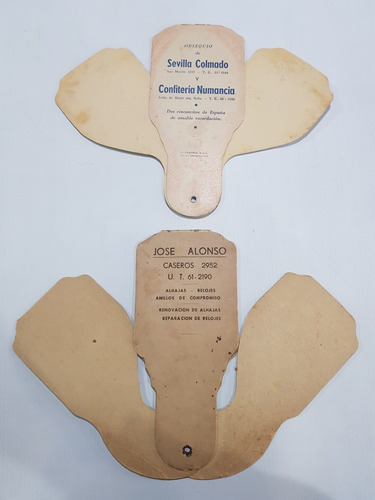 OBSEQUIO
de
Sevilla Colmado
Y
Confitería Numancia
Dos rinconcitos de España
de amable recordación.
JOSE ALONSO
CASEROS 2952
U. T. 61-2190
ALHAJAS - RELOJES
ANILLOS DE COMPROMISO
RENOVACION DE ALHAJAS
REPARACION DE RELOJES